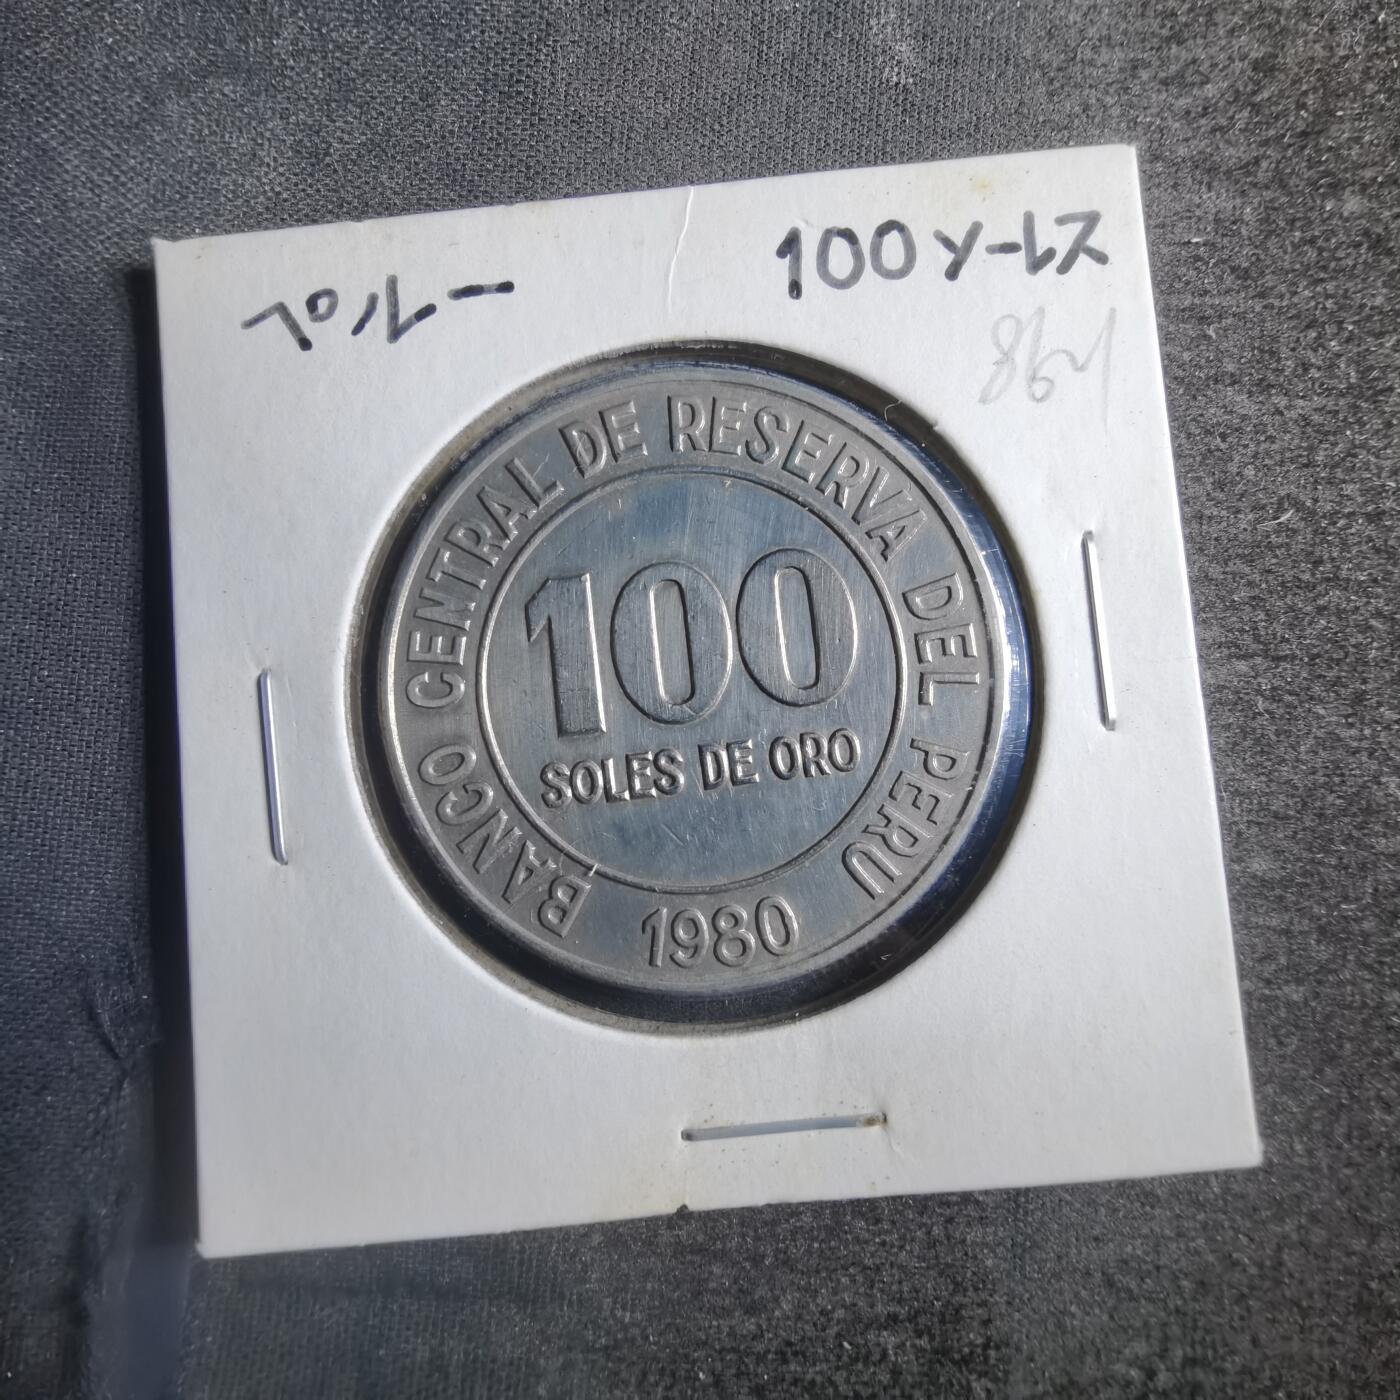 ペルー
100ソーレス
BANCO CENTRAL DE RESERVA DEL PERU
100
SOLES DE ORO
1980